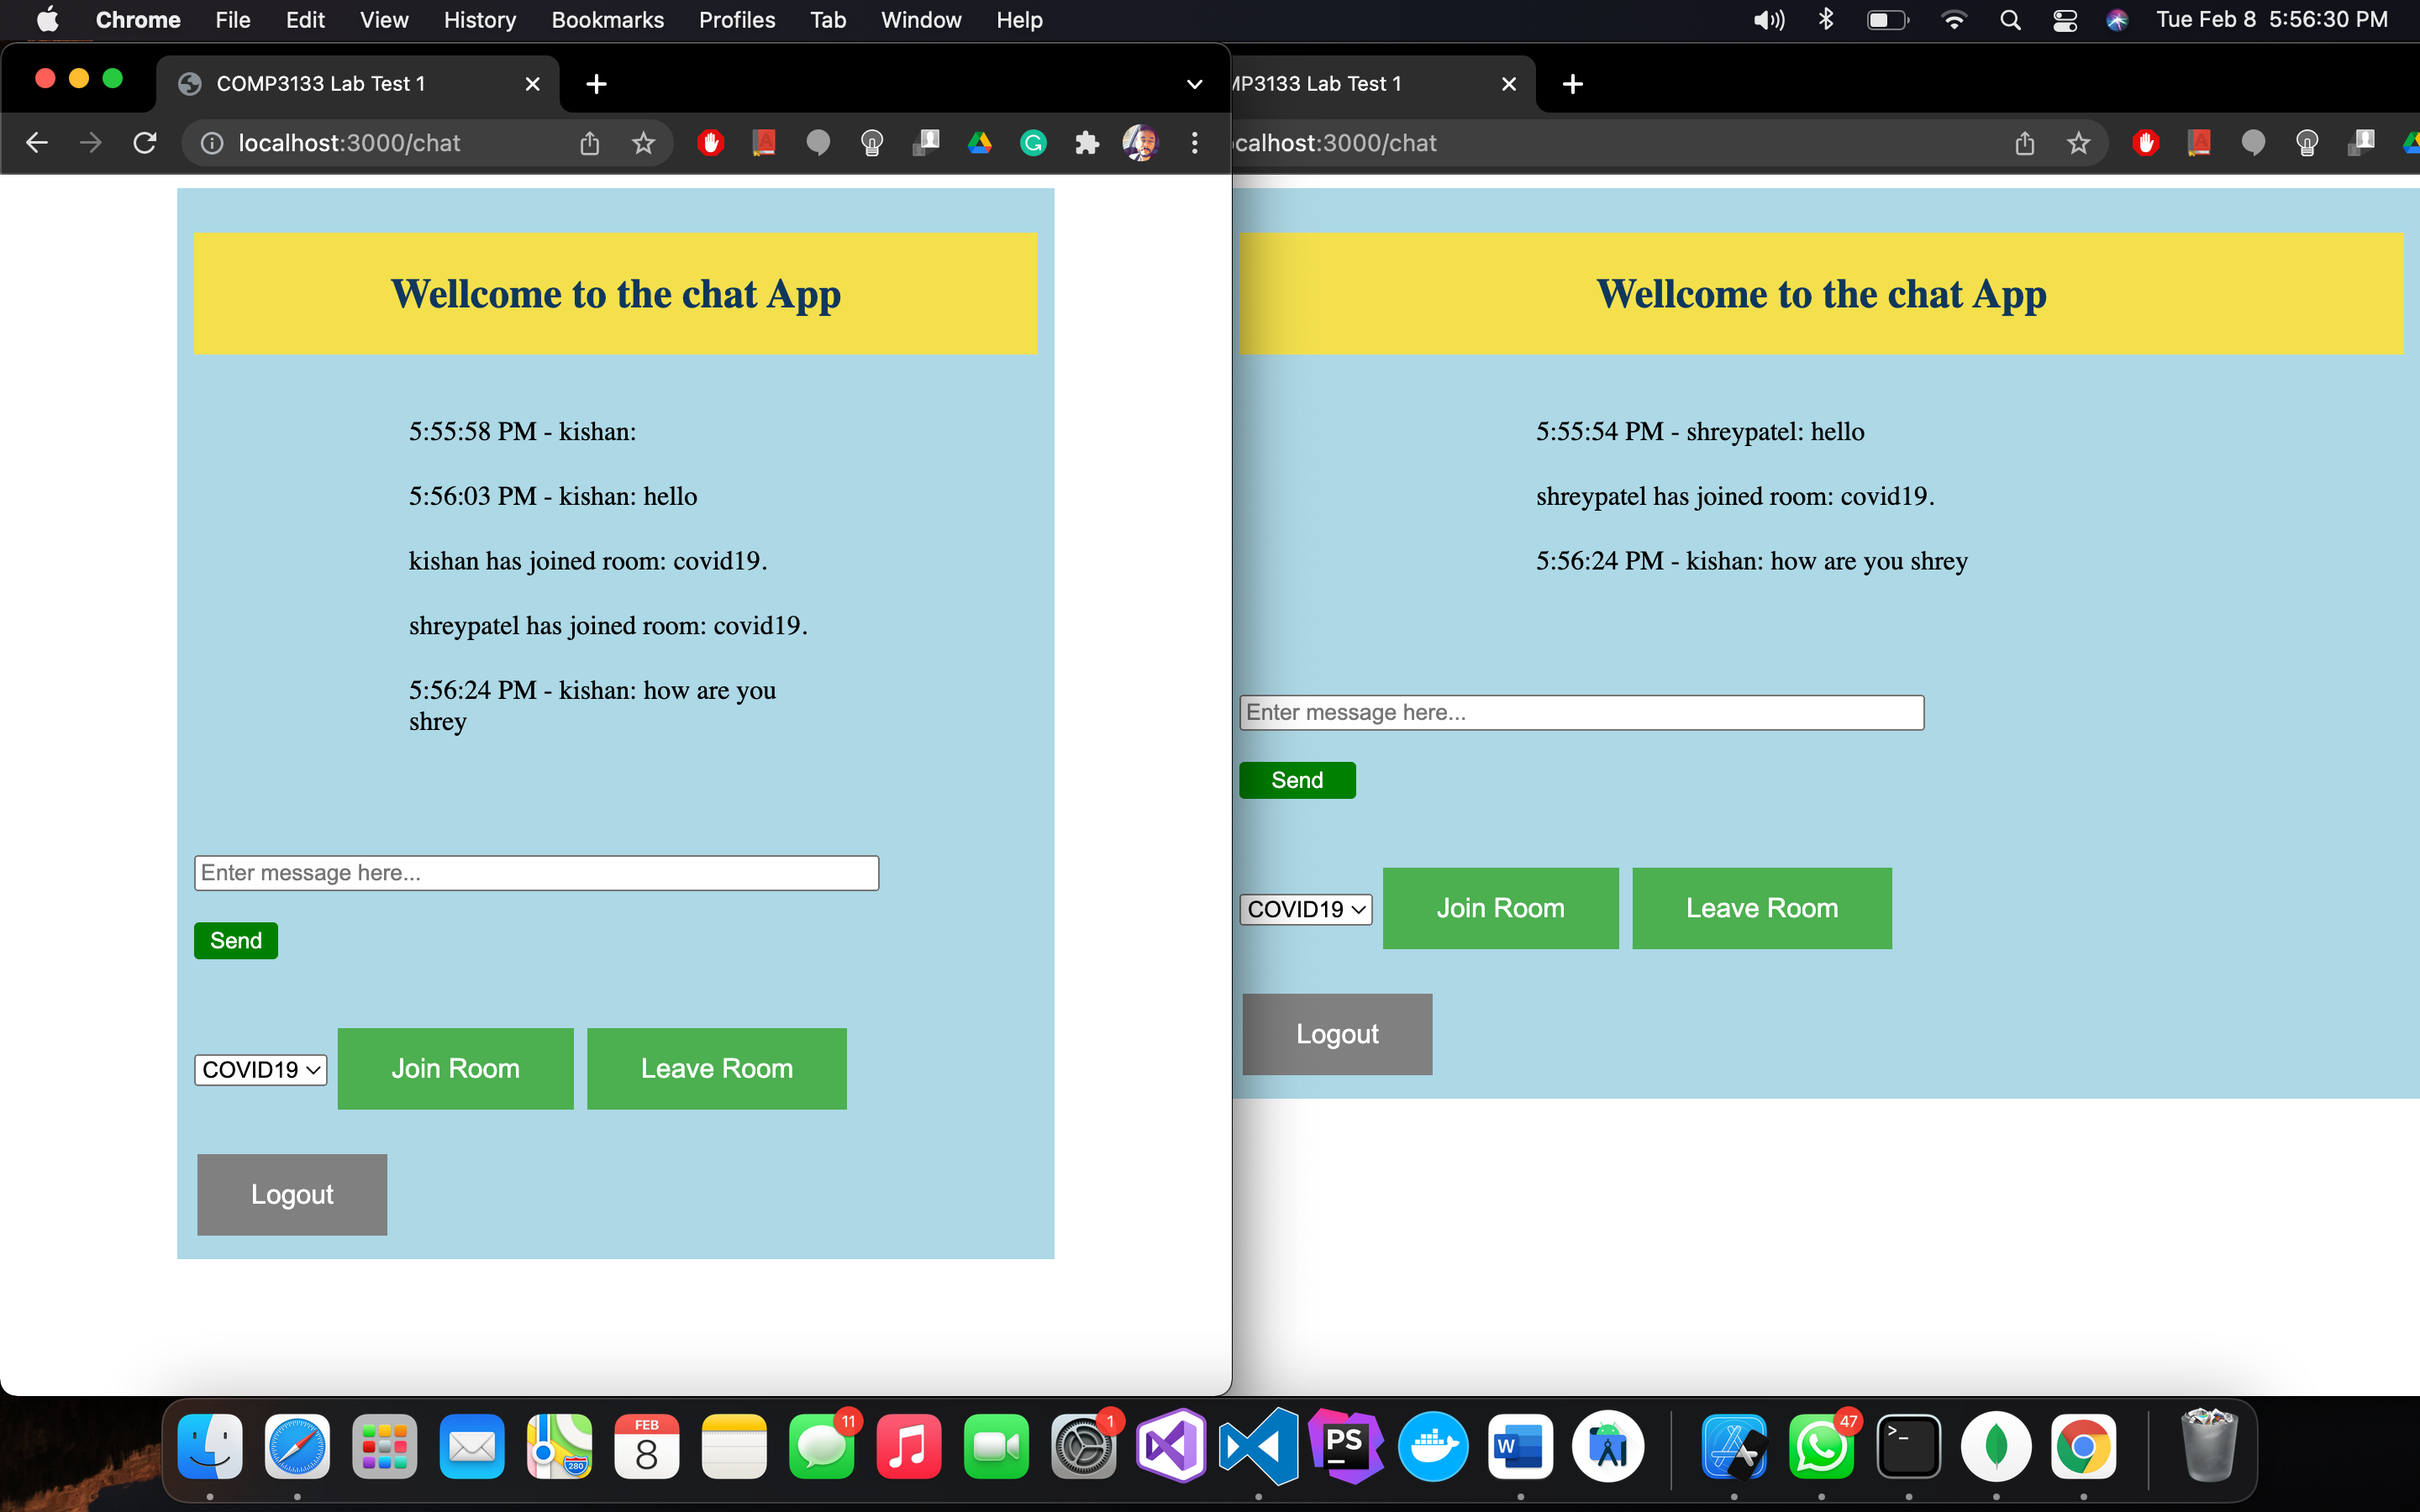 Chrome File Edit View History Bookmarks Profiles Tab Window Help Tue Feb 8 5:56:30 PM
COMP3133 Lab Test 1
MP3133 Lab Test 1
localhost:3000/chat
calhost:3000/chat
Wellcome to the chat App
5:55:58 PM - kishan:
5:56:03 PM - kishan: hello
kishan has joined room: covid19.
shreypatel has joined room: covid19.
5:56:24 PM - kishan: how are you
shrey
Enter message here...
Send
COVID19 Join Room Leave Room
Logout
Wellcome to the chat App
5:55:54 PM - shreypatel: hello
shreypatel has joined room: covid19.
5:56:24 PM - kishan: how are you shrey
Enter message here...
Send
COVID19 Join Room Leave Room
Logout
280
FEB
8
11
1
PS
W
47
>_